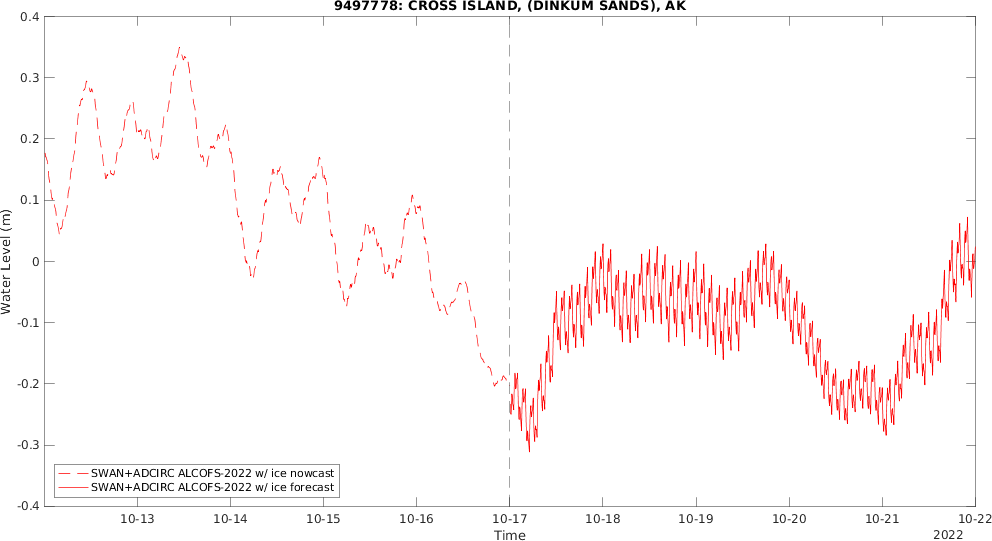 9497778: CROSS ISLAND, (DINKUM SANDS), AK
0.4
0.3
0.2
0.1
0
-0.1
-0.2
-0.3
-0.4
Water Level (m)
SWAN+ADCIRC ALCOFS-2022 w/ ice nowcast
SWAN+ADCIRC ALCOFS-2022 w/ ice forecast
10-13 10-14 10-15 10-16 10-17 10-18 10-19 10-20 10-21 10-22
Time
2022